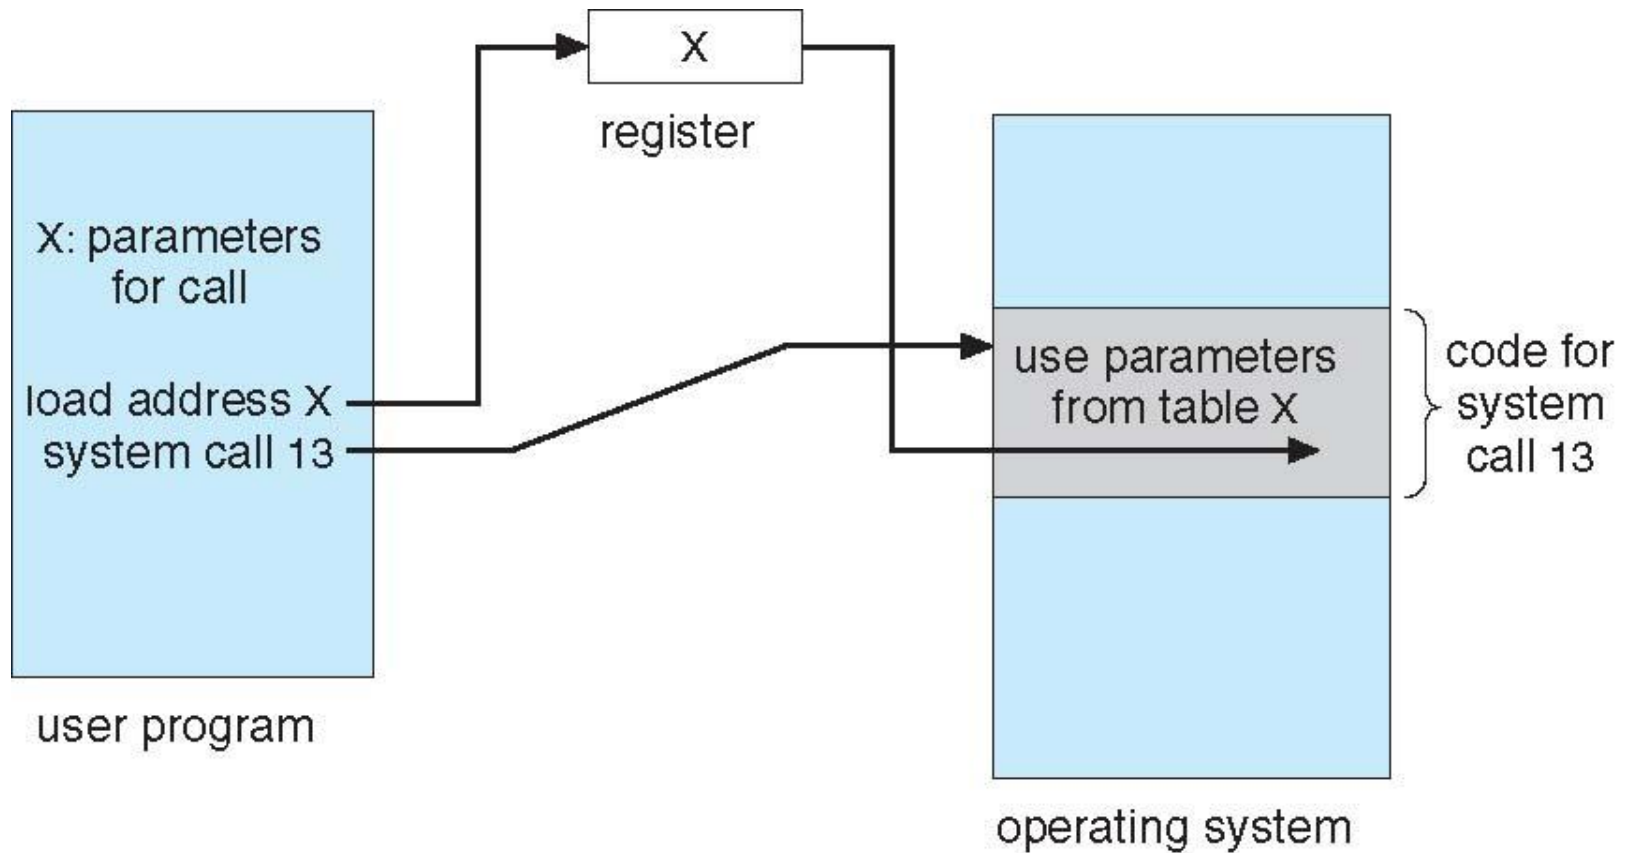 X
register
X: parameters
for call
load address X
system call 13
user program
use parameters
from table X
code for
system
call 13
operating system